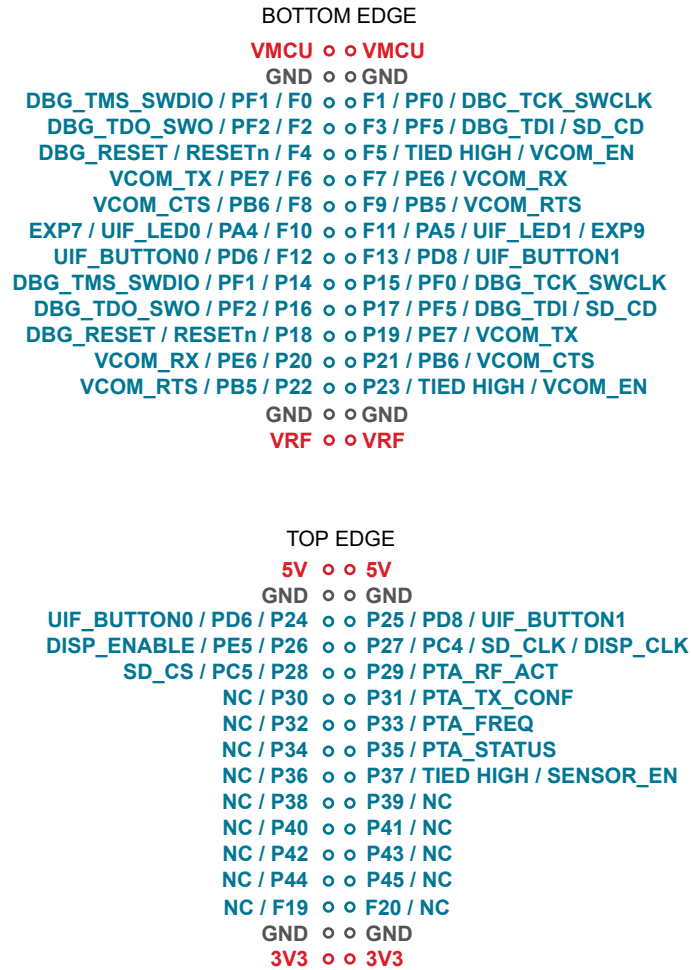 BOTTOM EDGE
VMCU VMCU
GND GND
DBG_TMS_SWDIO / PF1 / F0 F1 / PF0 / DBC_TCK_SWCLK
DBG_TDO_SWO / PF2 / F2 F3 / PF5 / DBG_TDI / SD_CD
DBG_RESET / RESETn / F4 F5 / TIED HIGH / VCOM_EN
VCOM_TX / PE7 / F6 F7 / PE6 / VCOM_RX
VCOM_CTS / PB6 / F8 F9 / PB5 / VCOM_RTS
EXP7 / UIF_LED0 / PA4 / F10 F11 / PA5 / UIF_LED1 / EXP9
UIF_BUTTON0 / PD6 / F12 F13 / PD8 / UIF_BUTTON1
DBG_TMS_SWDIO / PF1 / P14 P15 / PF0 / DBG_TCK_SWCLK
DBG_TDO_SWO / PF2 / P16 P17 / PF5 / DBG_TDI / SD_CD
DBG_RESET / RESETn / P18 P19 / PE7 / VCOM_TX
VCOM_RX / PE6 / P20 P21 / PB6 / VCOM_CTS
VCOM_RTS / PB5 / P22 P23 / TIED HIGH / VCOM_EN
GND GND
VRF VRF
TOP EDGE
5V 5V
GND GND
UIF_BUTTON0 / PD6 / P24 P25 / PD8 / UIF_BUTTON1
DISP_ENABLE / PE5 / P26 P27 / PC4 / SD_CLK / DISP_CLK
SD_CS / PC5 / P28 P29 / PTA_RF_ACT
NC / P30 P31 / PTA_TX_CONF
NC / P32 P33 / PTA_FREQ
NC / P34 P35 / PTA_STATUS
NC / P36 P37 / TIED HIGH / SENSOR_EN
NC / P38 P39 / NC
NC / P40 P41 / NC
NC / P42 P43 / NC
NC / P44 P45 / NC
NC / F19 F20 / NC
GND GND
3V3 3V3